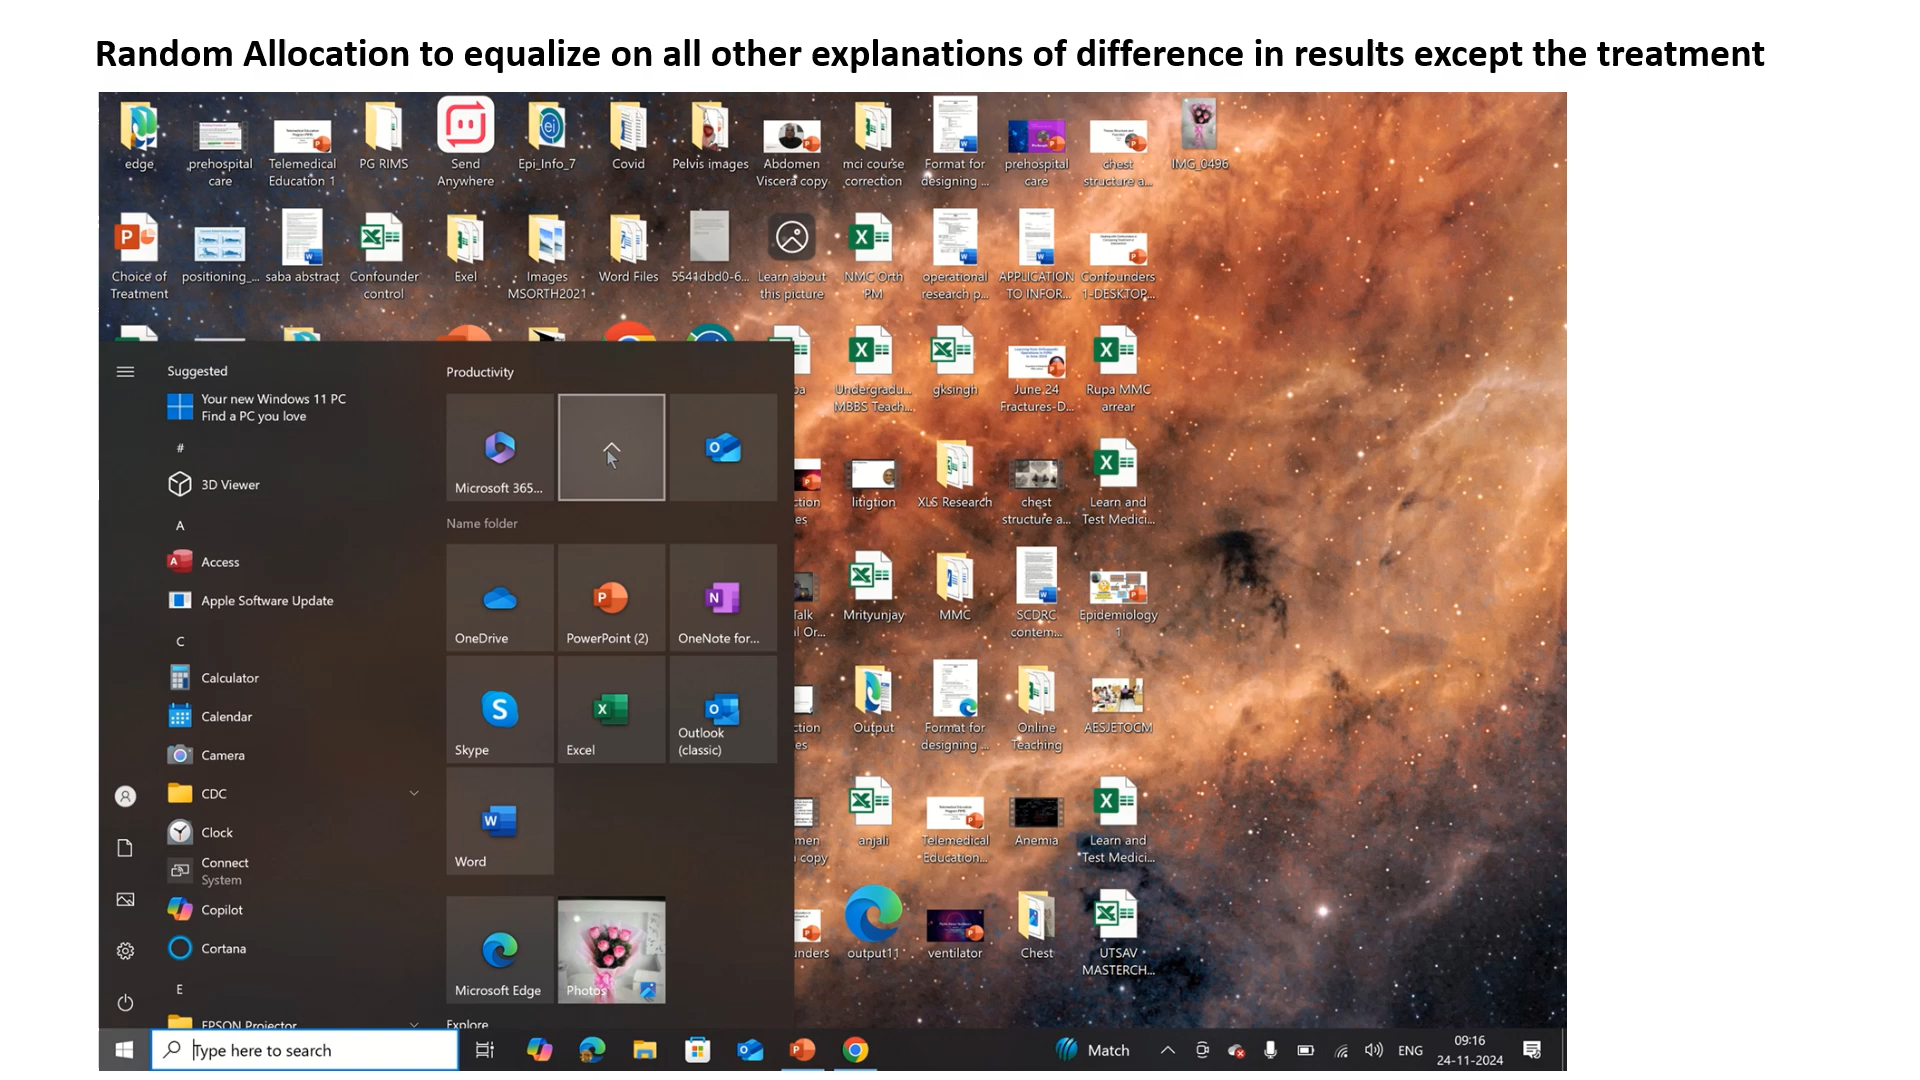 Random Allocation to equalize on all other explanations of difference in results except the treatment
edge
prehospital
care
Telemedical
Education 1
PG RIMS
Send
Anywhere
Epi_Info_7
Covid
Pelvis images
Abdomen
Viscera copy
mci course
correction
Format for
designing ...
prehospital
care
chest
structure a...
IMG_0496
Choice of
Treatment
positioning_...
saba abstract
Confounder
control
Exel
Images
MSORTH2021
Word Files
5541dbd0-6...
Learn about
this picture
NMC Orth
PM
operational
research p...
APPLICATION
TO INFOR...
Confounders
1-DESKTOP...
Undergradu...
MBBS Teach...
gksingh
June 24
Fractures-D...
Rupa MMC
arrear
litigtion
XLS Research
chest
structure a...
Learn and
Test Medici...
Mrityunjay
MMC
SCDRC
contem...
Epidemiology
1
Output
Format for
designing ...
Online
Teaching
AESJETOCM
anjali
Telemedical
Education...
Anemia
Learn and
Test Medici...
output11
ventilator
Chest
UTSAV
MASTERCH...
Suggested
Your new Windows 11 PC
Find a PC you love
#
3D Viewer
A
Access
Apple Software Update
C
Calculator
Calendar
Camera
CDC
Clock
Connect
System
Copilot
Cortana
E
EPSON Projector
Productivity
Microsoft 365...
Name folder
OneDrive
PowerPoint (2)
OneNote for...
Skype
Excel
Outlook
(classic)
Word
Microsoft Edge
Photos
Explore
Type here to search
Match
ENG
09:16
24-11-2024